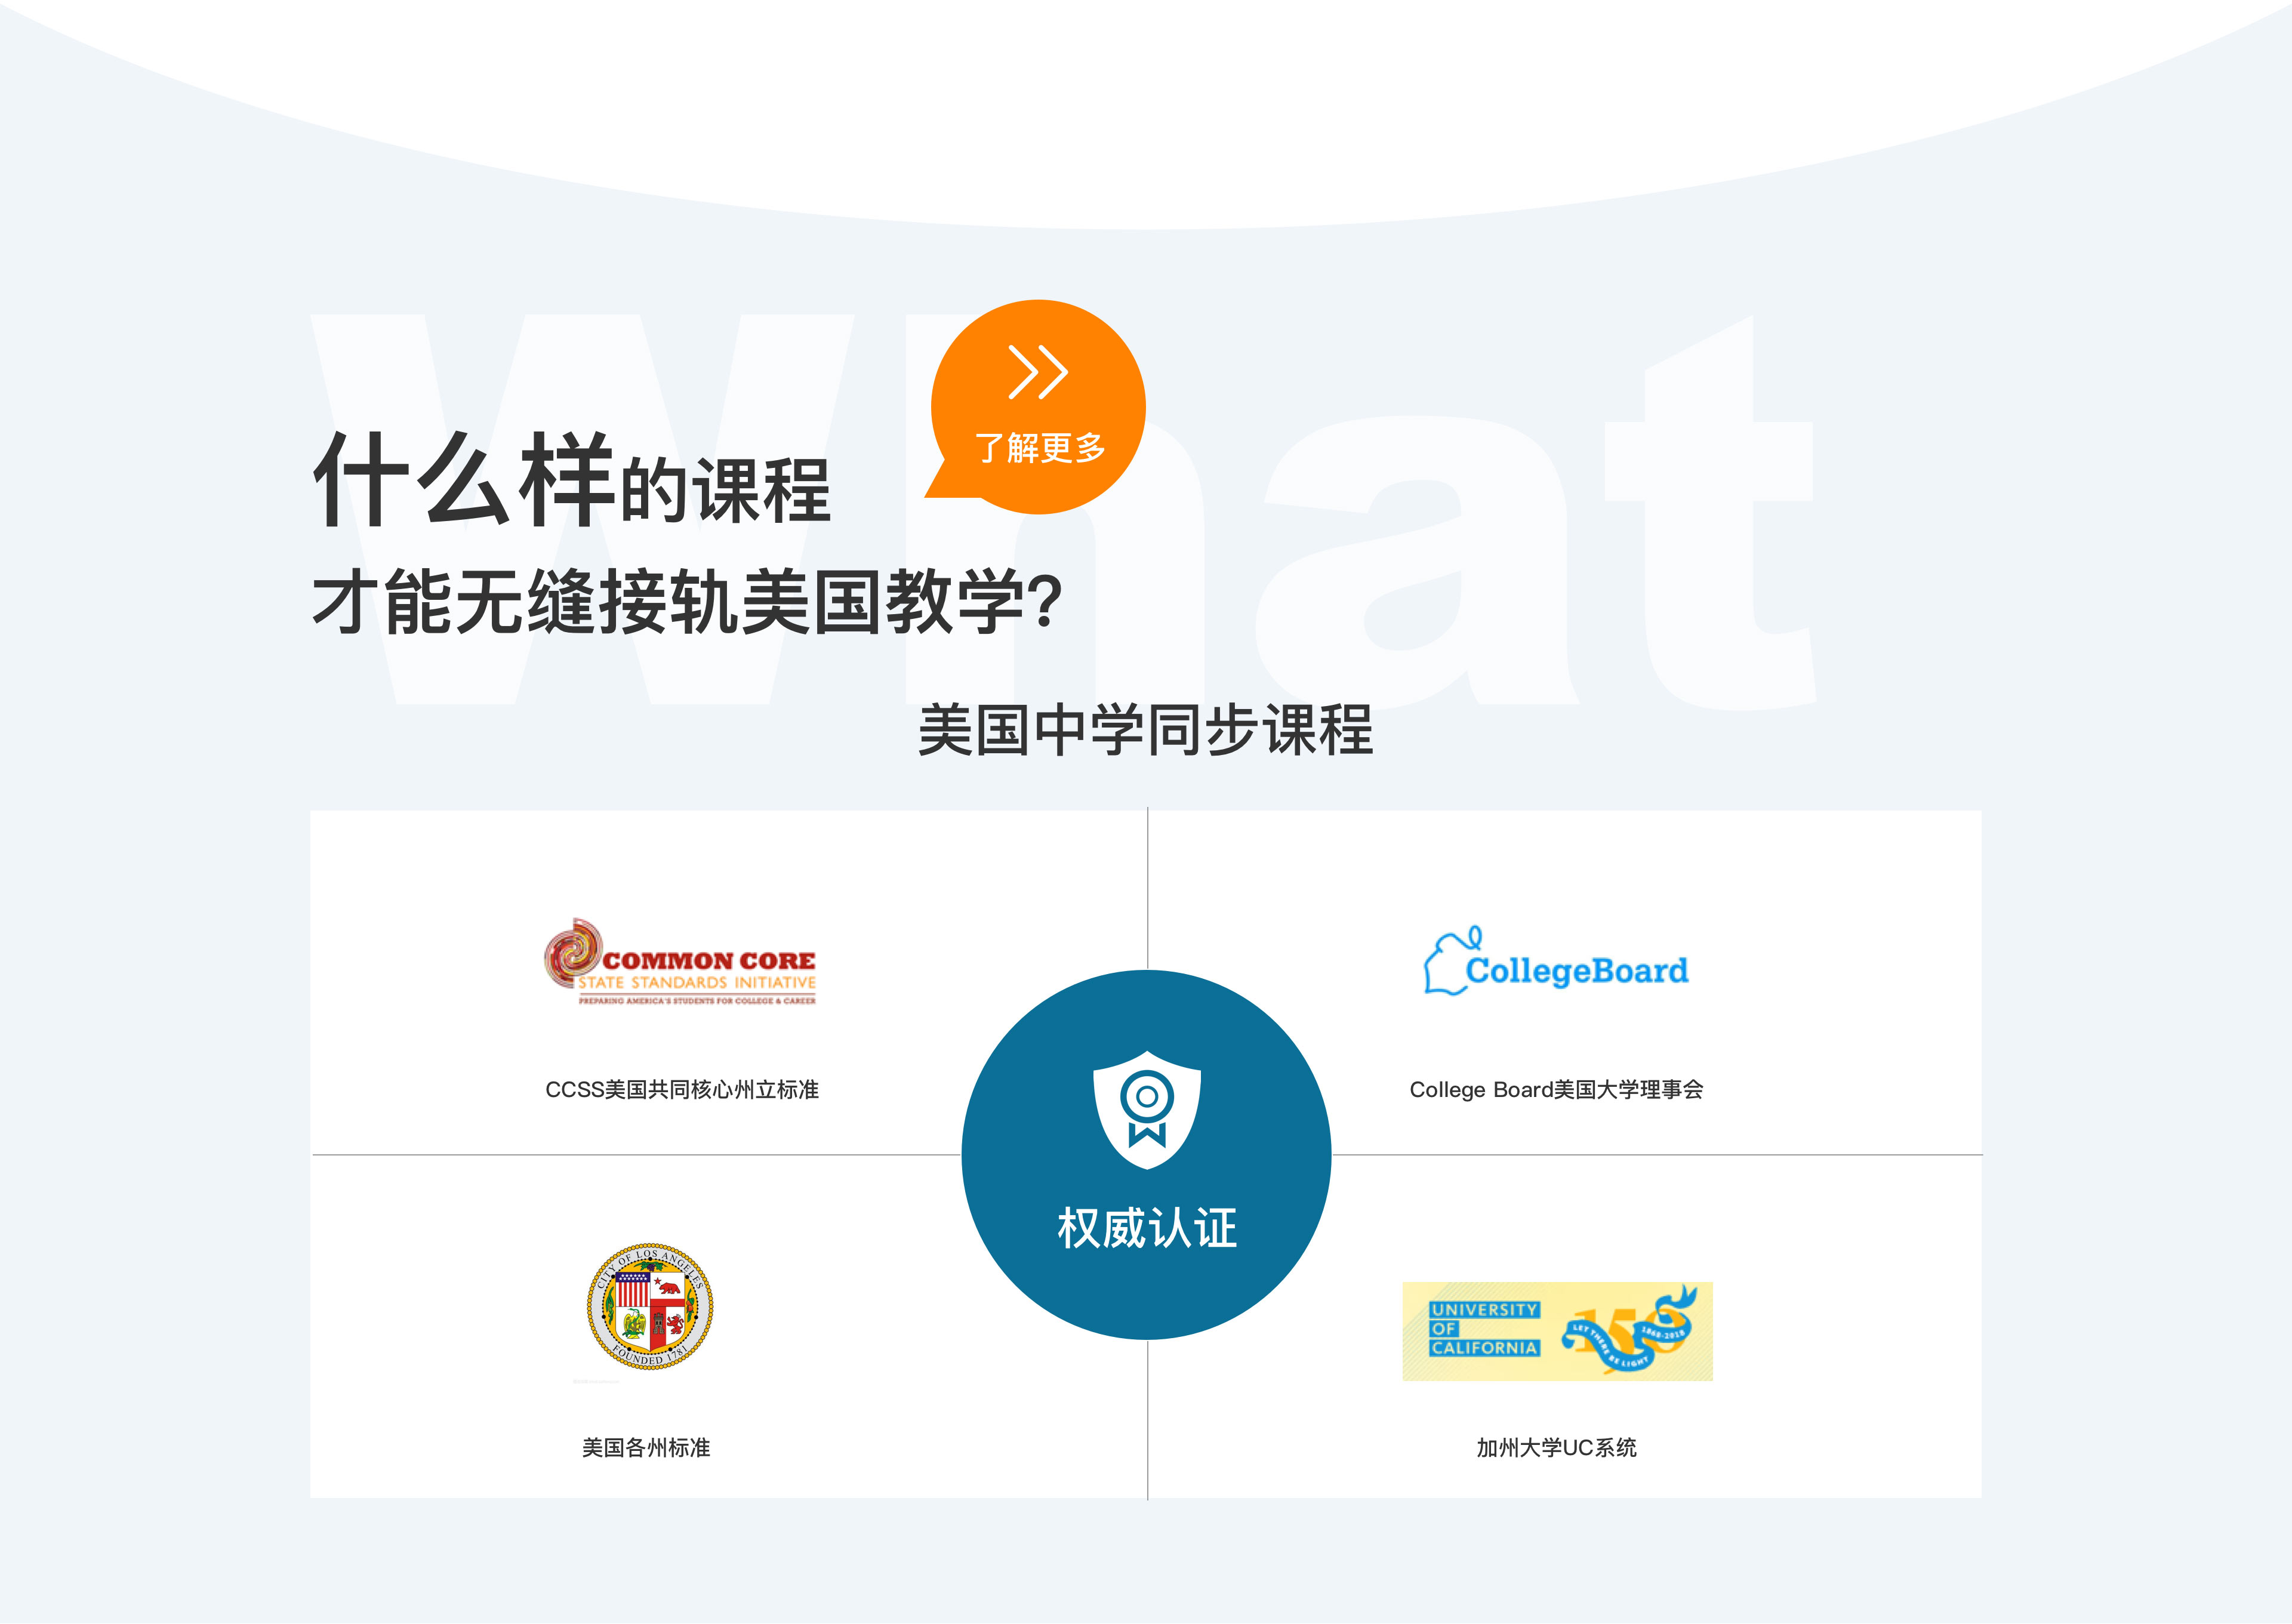 What
了解更多
什么样的课程
才能无缝接轨美国教学?
美国中学同步课程
COMMON CORE
STATE STANDARDS INITIATIVE
PREPARING AMERICA'S STUDENTS FOR COLLEGE & CAREER
CCSS美国共同核心州立标准
CollegeBoard
College Board美国大学理事会
权威认证
CITY OF LOS ANGELES
FOUNDED 1781
美国各州标准
UNIVERSITY
OF
CALIFORNIA
150
LET THERE BE LIGHT
1868-2018
加州大学UC系统